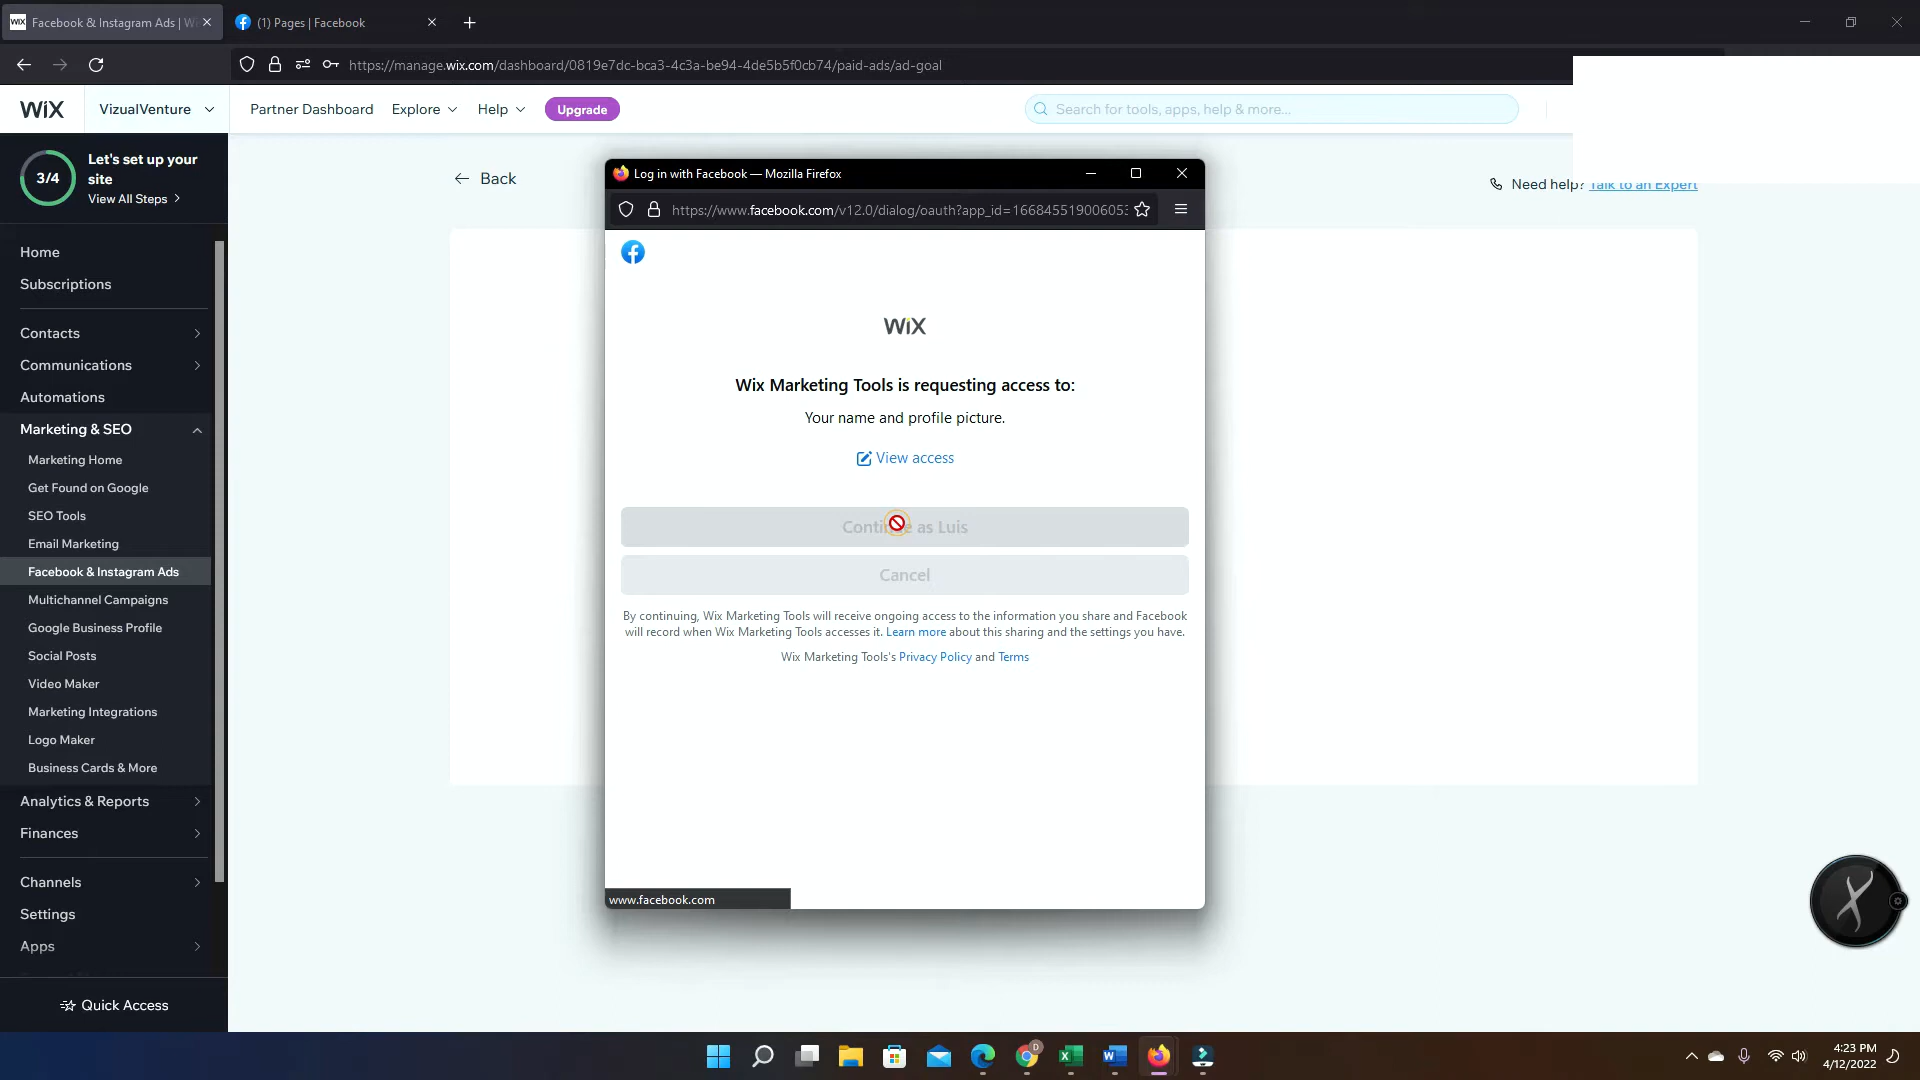 WiX Facebook & Instagram Ads | W
(1) Pages | Facebook
https://manage.wix.com/dashboard/0819e7dc-bca3-4c3a-be94-4de5b5f0cb74/paid-ads/ad-goal
WiX VizualVenture Partner Dashboard Explore Help Upgrade Search for tools, apps, help & more...
3/4
Let's set up your
site
View All Steps
Back
Need help? Talk to an Expert
Home
Subscriptions
Contacts
Communications
Automations
Marketing & SEO
Marketing Home
Get Found on Google
SEO Tools
Email Marketing
Facebook & Instagram Ads
Multichannel Campaigns
Google Business Profile
Social Posts
Video Maker
Marketing Integrations
Logo Maker
Business Cards & More
Analytics & Reports
Finances
Channels
Settings
Apps
Quick Access
Log in with Facebook — Mozilla Firefox
https://www.facebook.com/v12.0/dialog/oauth?app_id=166845519006053
WiX
Wix Marketing Tools is requesting access to:
Your name and profile picture.
View access
Continue as Luis
Cancel
By continuing, Wix Marketing Tools will receive ongoing access to the information you share and Facebook
will record when Wix Marketing Tools accesses it. Learn more about this sharing and the settings you have.
Wix Marketing Tools's Privacy Policy and Terms
www.facebook.com
D
4:23 PM
4/12/2022